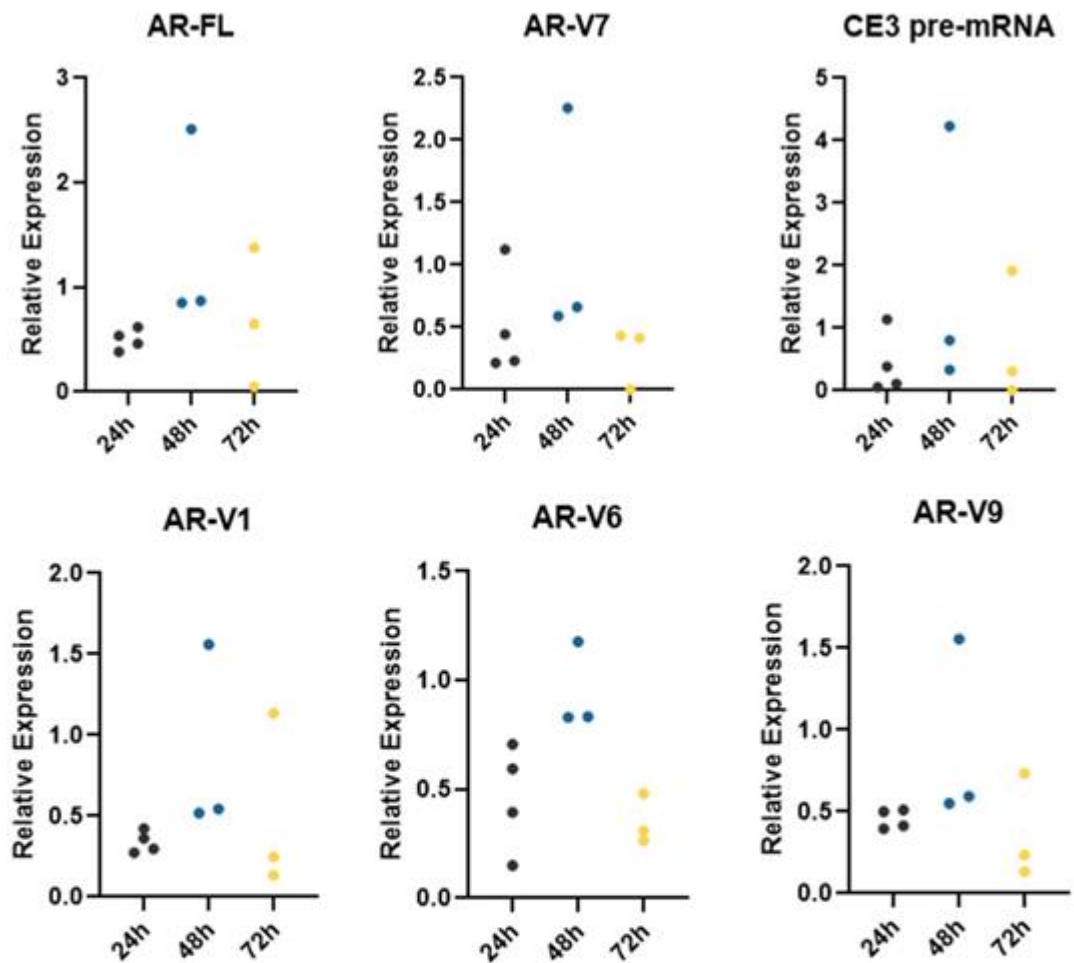 AR-FL
Relative Expression
3
2
1
0
24h
48h
72h
AR-V7
Relative Expression
2.5
2.0
1.5
1.0
0.5
0.0
24h
48h
72h
CE3 pre-mRNA
Relative Expression
5
4
3
2
1
0
24h
48h
72h
AR-V1
Relative Expression
2.0
1.5
1.0
0.5
0.0
24h
48h
72h
AR-V6
Relative Expression
1.5
1.0
0.5
0.0
24h
48h
72h
AR-V9
Relative Expression
2.0
1.5
1.0
0.5
0.0
24h
48h
72h